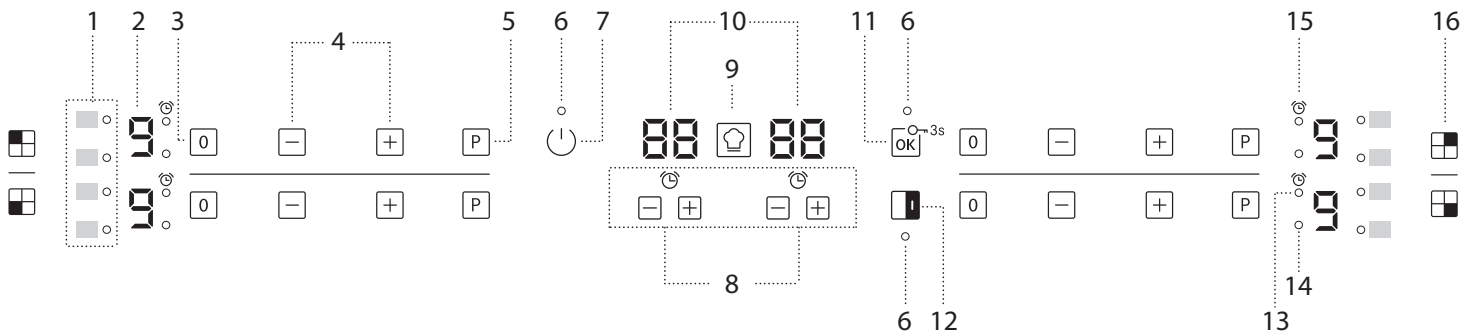 1 2 3 4 5 6 7 10 9 11 6 15 16
9 0 − + P 88 88 OK 3s 0 − + P 9
9 0 − + P − + − + 0 − + P 9
8 6 12 13 14